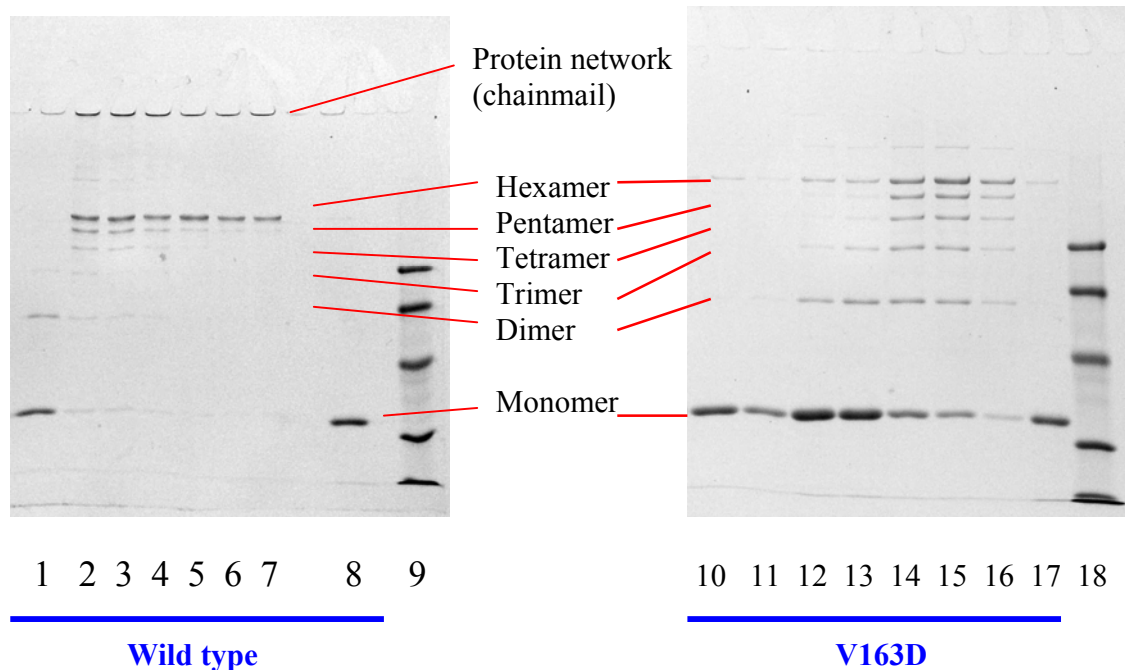 Protein network
(chainmail)
Hexamer
Pentamer
Tetramer
Trimer
Dimer
Monomer
1 2 3 4 5 6 7 8 9
10 11 12 13 14 15 16 17 18
Wild type
V163D